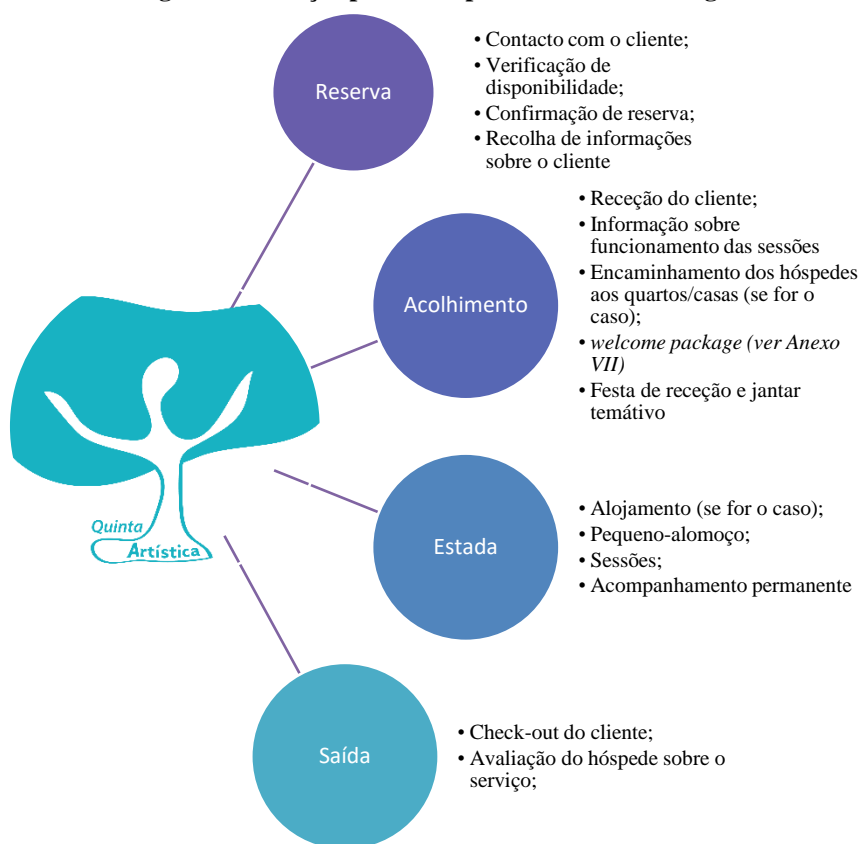 Reserva
• Contacto com o cliente;
• Verificação de
disponibilidade;
• Confirmação de reserva;
• Recolha de informações
sobre o cliente
Acolhimento
• Receção do cliente;
• Informação sobre
funcionamento das sessões
• Encaminhamento dos hóspedes
aos quartos/casas (se for o
caso);
• welcome package (ver Anexo
VII)
• Festa de receção e jantar
temátivo
Quinta
Artística
Estada
• Alojamento (se for o caso);
• Pequeno-alomoço;
• Sessões;
• Acompanhamento permanente
Saída
• Check-out do cliente;
• Avaliação do hóspede sobre o
serviço;